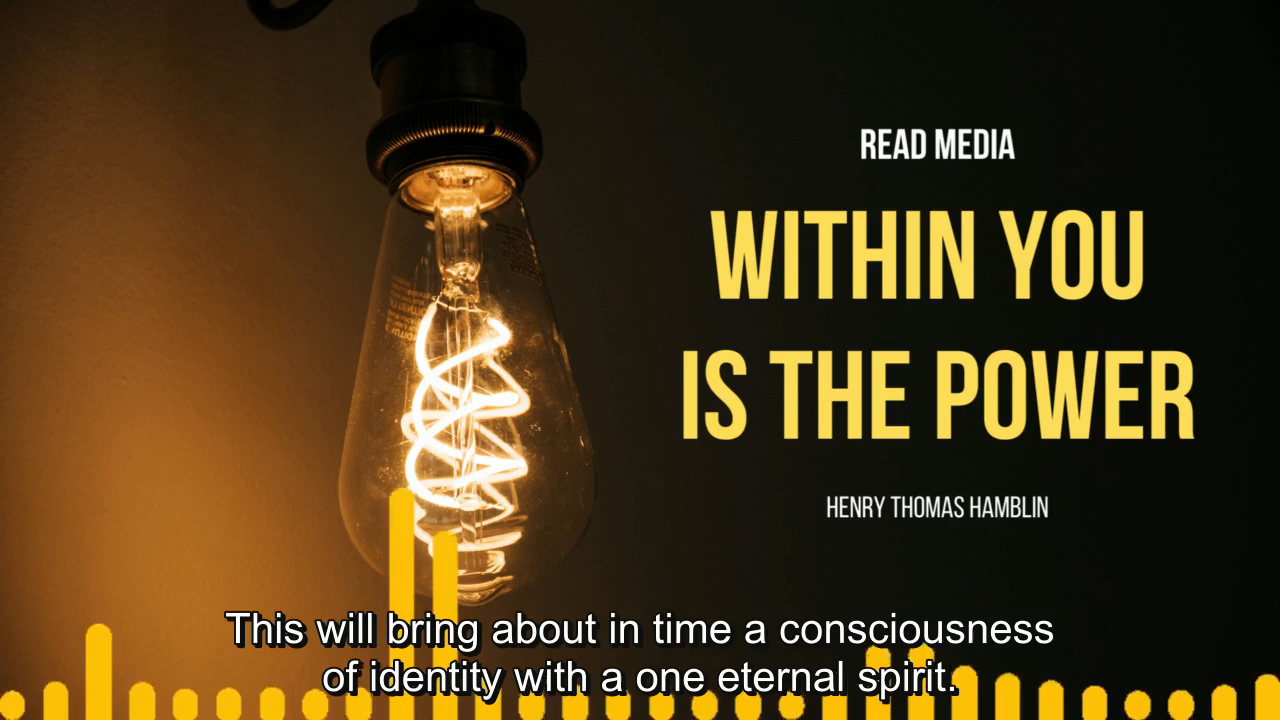 READ MEDIA
WITHIN YOU
IS THE POWER
HENRY THOMAS HAMBLIN
This will bring about in time a consciousness
of identity with a one eternal spirit.